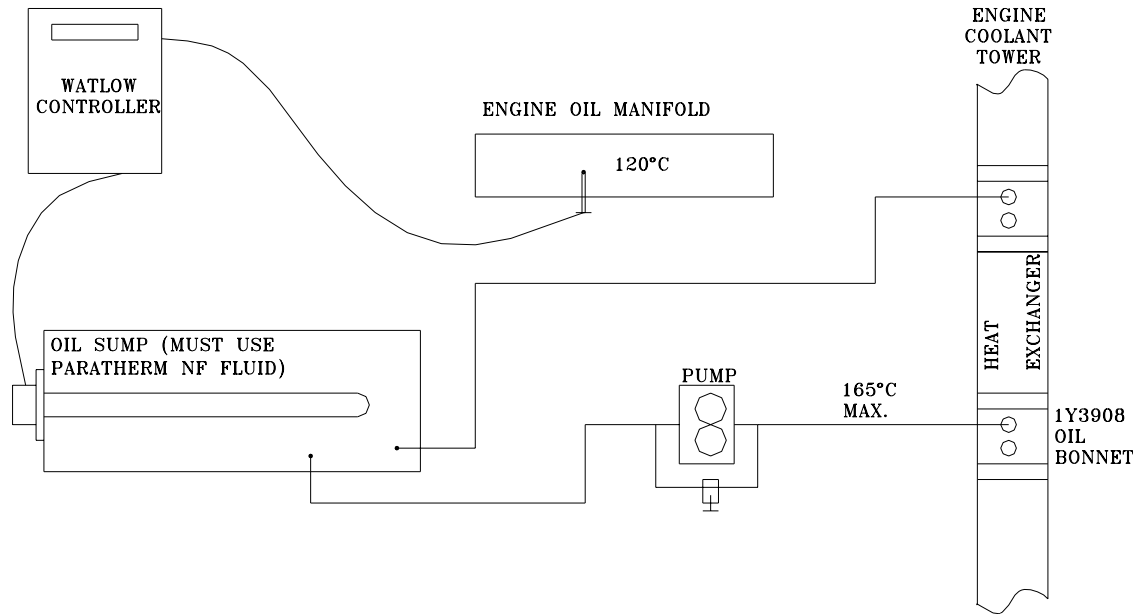 WATLOW
CONTROLLER
ENGINE OIL MANIFOLD
120°C
ENGINE
COOLANT
TOWER
OIL SUMP (MUST USE
PARATHERM NF FLUID)
PUMP
165°C
MAX.
HEAT
EXCHANGER
1Y3908
OIL
BONNET